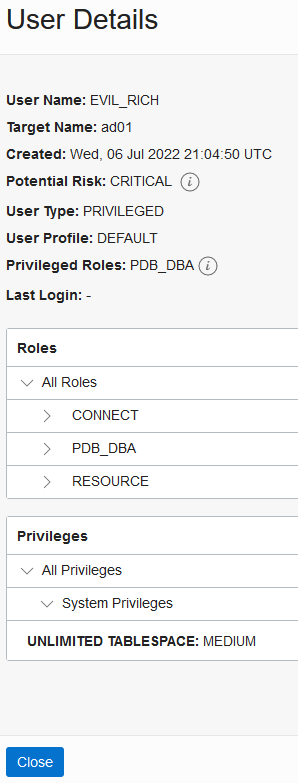 User Details
User Name: EVIL_RICH
Target Name: ad01
Created: Wed, 06 Jul 2022 21:04:50 UTC
Potential Risk: CRITICAL i
User Type: PRIVILEGED
User Profile: DEFAULT
Privileged Roles: PDB_DBA i
Last Login: -
Roles
All Roles
CONNECT
PDB_DBA
RESOURCE
Privileges
All Privileges
System Privileges
UNLIMITED TABLESPACE: MEDIUM
Close